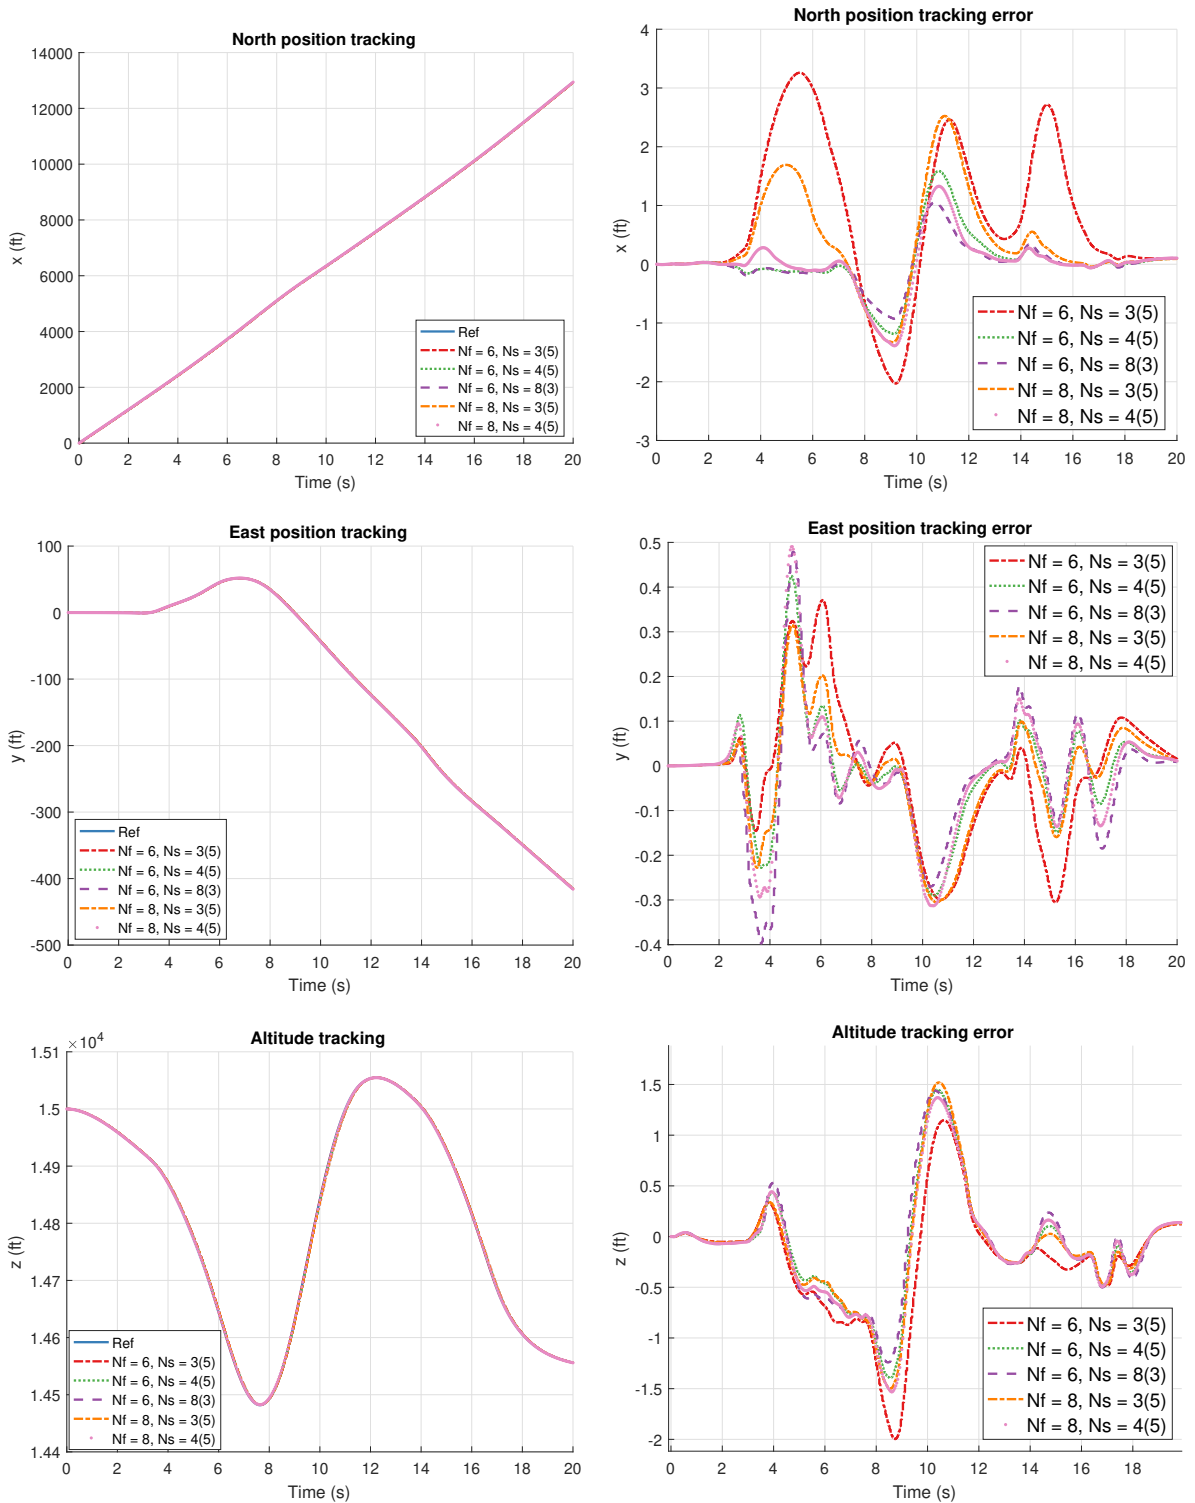 North position tracking
14000
12000
10000
8000
6000
4000
2000
0
x (ft)
0 2 4 6 8 10 12 14 16 18 20
Time (s)
Ref
Nf = 6, Ns = 3(5)
Nf = 6, Ns = 4(5)
Nf = 6, Ns = 8(3)
Nf = 8, Ns = 3(5)
Nf = 8, Ns = 4(5)
North position tracking error
4
3
2
1
0
-1
-2
-3
x (ft)
0 2 4 6 8 10 12 14 16 18 20
Time (s)
Nf = 6, Ns = 3(5)
Nf = 6, Ns = 4(5)
Nf = 6, Ns = 8(3)
Nf = 8, Ns = 3(5)
Nf = 8, Ns = 4(5)
East position tracking
100
0
-100
-200
-300
-400
-500
y (ft)
0 2 4 6 8 10 12 14 16 18 20
Time (s)
Ref
Nf = 6, Ns = 3(5)
Nf = 6, Ns = 4(5)
Nf = 6, Ns = 8(3)
Nf = 8, Ns = 3(5)
Nf = 8, Ns = 4(5)
East position tracking error
0.5
0.4
0.3
0.2
0.1
0
-0.1
-0.2
-0.3
-0.4
y (ft)
0 2 4 6 8 10 12 14 16 18 20
Time (s)
Nf = 6, Ns = 3(5)
Nf = 6, Ns = 4(5)
Nf = 6, Ns = 8(3)
Nf = 8, Ns = 3(5)
Nf = 8, Ns = 4(5)
Altitude tracking
× 10⁴
1.51
1.5
1.49
1.48
1.47
1.46
1.45
1.44
z (ft)
0 2 4 6 8 10 12 14 16 18 20
Time (s)
Ref
Nf = 6, Ns = 3(5)
Nf = 6, Ns = 4(5)
Nf = 6, Ns = 8(3)
Nf = 8, Ns = 3(5)
Nf = 8, Ns = 4(5)
Altitude tracking error
1.5
1
0.5
0
-0.5
-1
-1.5
-2
z (ft)
0 2 4 6 8 10 12 14 16 18
Time (s)
Nf = 6, Ns = 3(5)
Nf = 6, Ns = 4(5)
Nf = 6, Ns = 8(3)
Nf = 8, Ns = 3(5)
Nf = 8, Ns = 4(5)